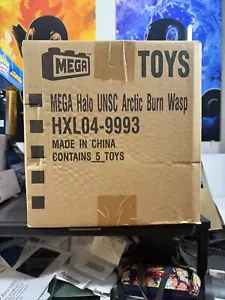 MEGA TOYS
MEGA Halo UNSC Arctic Burn Wasp
HXL04-9993
MADE IN CHINA
CONTAINS 5 TOYS